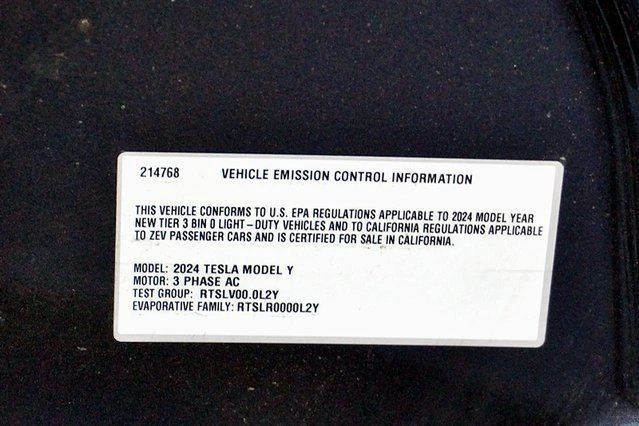 214768 VEHICLE EMISSION CONTROL INFORMATION
THIS VEHICLE CONFORMS TO U.S. EPA REGULATIONS APPLICABLE TO 2024 MODEL YEAR
NEW TIER 3 BIN 0 LIGHT-DUTY VEHICLES AND TO CALIFORNIA REGULATIONS APPLICABLE
TO ZEV PASSENGER CARS AND IS CERTIFIED FOR SALE IN CALIFORNIA.
MODEL: 2024 TESLA MODEL Y
MOTOR: 3 PHASE AC
TEST GROUP: RTSLV00.0L2Y
EVAPORATIVE FAMILY: RTSLR0000L2Y